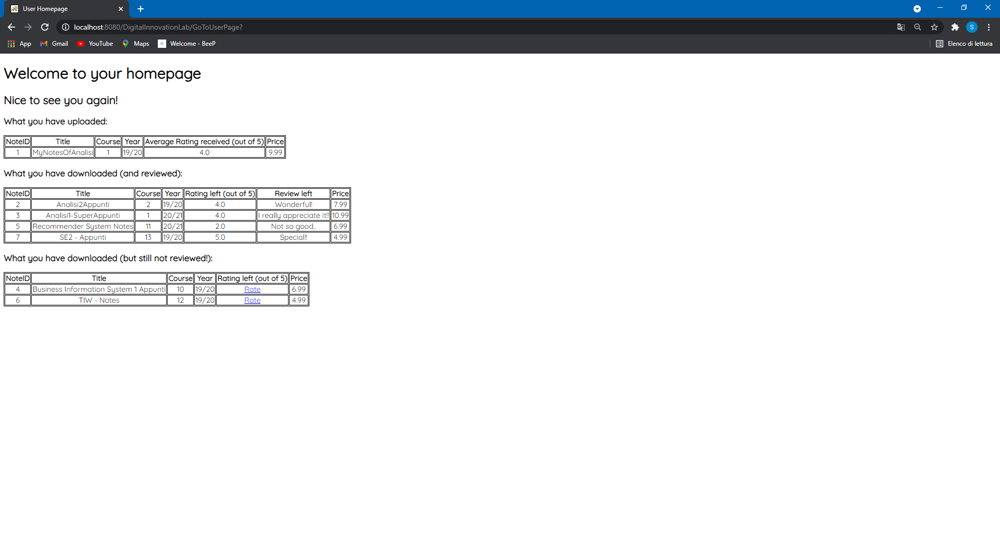 User Homepage
localhost:8080/DigitalInnovationLab/GoToUserPage?
S
App Gmail YouTube Maps Welcome - BeeP Elenco di lettura
Welcome to your homepage
Nice to see you again!
What you have uploaded:
NoteID Title Course Year Average Rating received (out of 5) Price
1 MyNotesOfAnalisi 1 19/20 4.0 9.99
What you have downloaded (and reviewed):
NoteID Title Course Year Rating left (out of 5) Review left Price
2 Analisi2Appunti 2 19/20 4.0 Wonderful! 7.99
3 Analisi1-SuperAppunti 1 20/21 4.0 I really appreciate it!! 10.99
5 Recommender System Notes 11 20/21 2.0 Not so good.. 6.99
7 SE2 - Appunti 13 19/20 5.0 Special!! 4.99
What you have downloaded (but still not reviewed!):
NoteID Title Course Year Rating left (out of 5) Price
4 Business Information System 1 Appunti 10 19/20 Rate 6.99
6 TIW - Notes 12 19/20 Rate 4.99